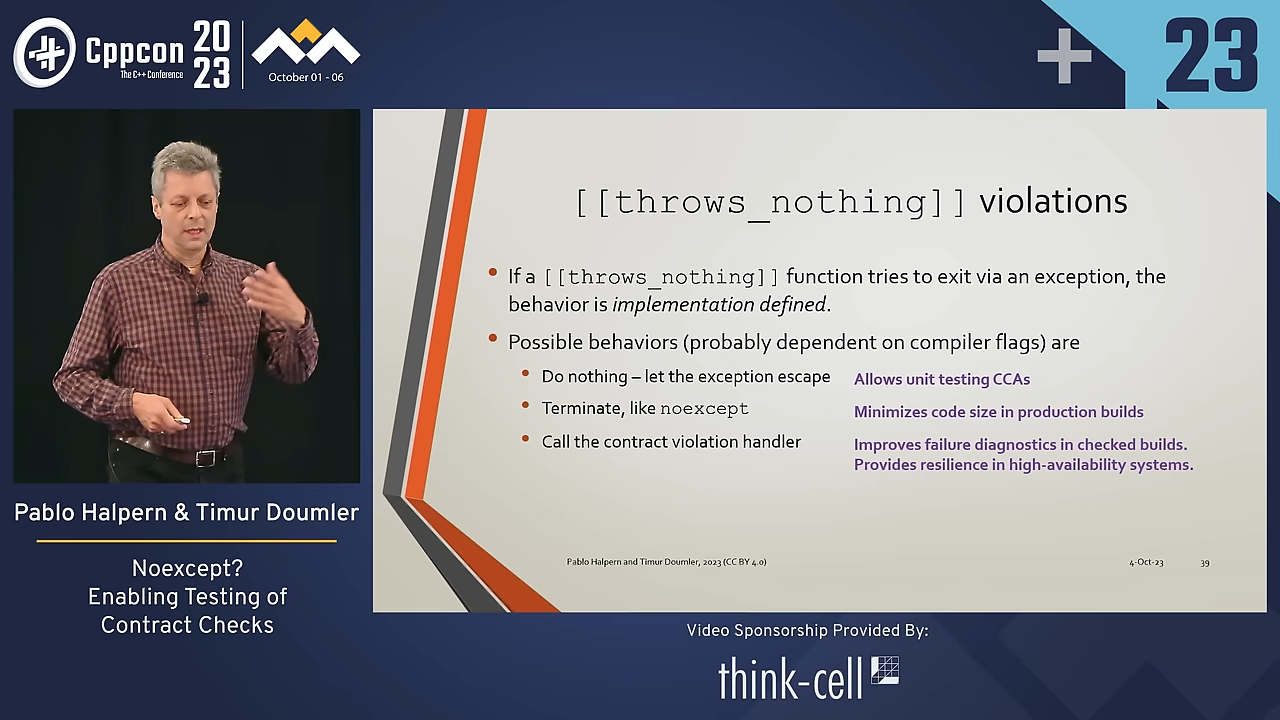 Cppcon
The C++ Conference
20
23
October 01 - 06
23
[[throws_nothing]] violations
If a [[throws_nothing]] function tries to exit via an exception, the
behavior is implementation defined.
Possible behaviors (probably dependent on compiler flags) are
Do nothing – let the exception escape
Allows unit testing CCAs
Terminate, like noexcept
Minimizes code size in production builds
Call the contract violation handler
Improves failure diagnostics in checked builds.
Provides resilience in high-availability systems.
Pablo Halpern and Timur Doumler, 2023 (CC BY 4.0)
4-Oct-23
39
Pablo Halpern & Timur Doumler
Noexcept?
Enabling Testing of
Contract Checks
Video Sponsorship Provided By:
think-cell